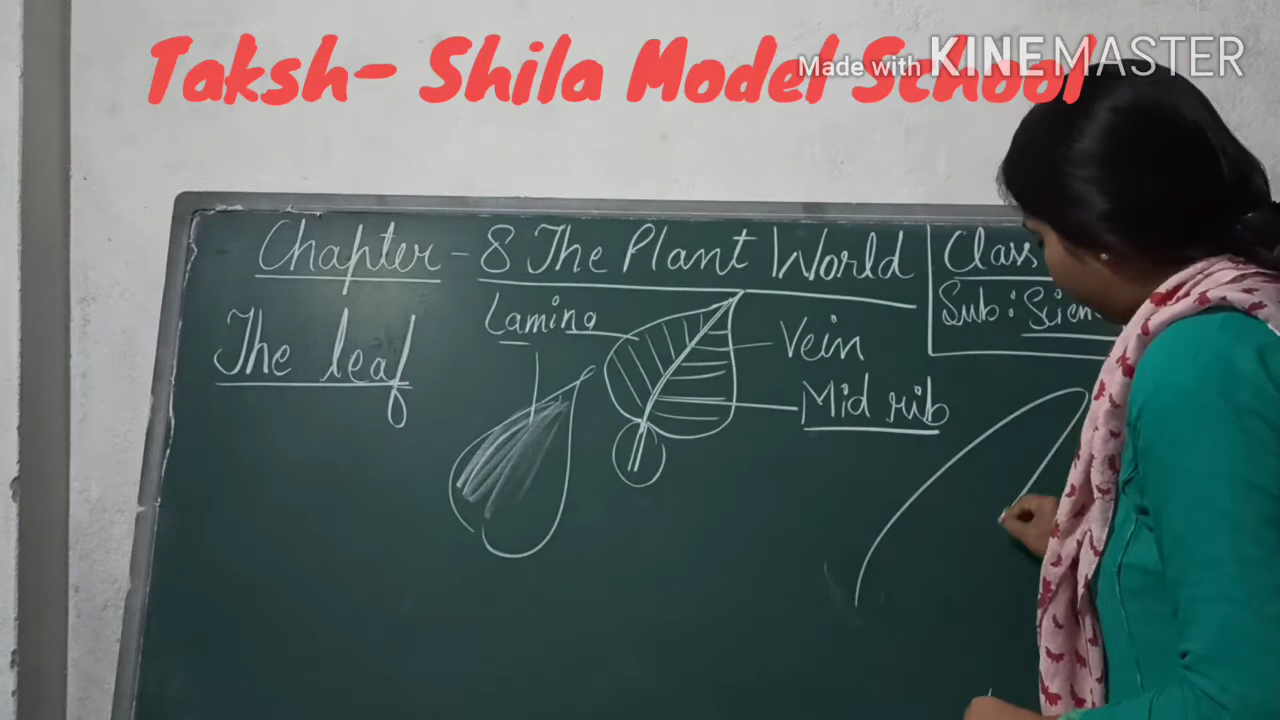 Taksh- Shila Model School
Made with KINEMASTER
Chapter - 8 The Plant World
Class
Sub: Scien
The leaf
Lamina
Vein
Mid rib